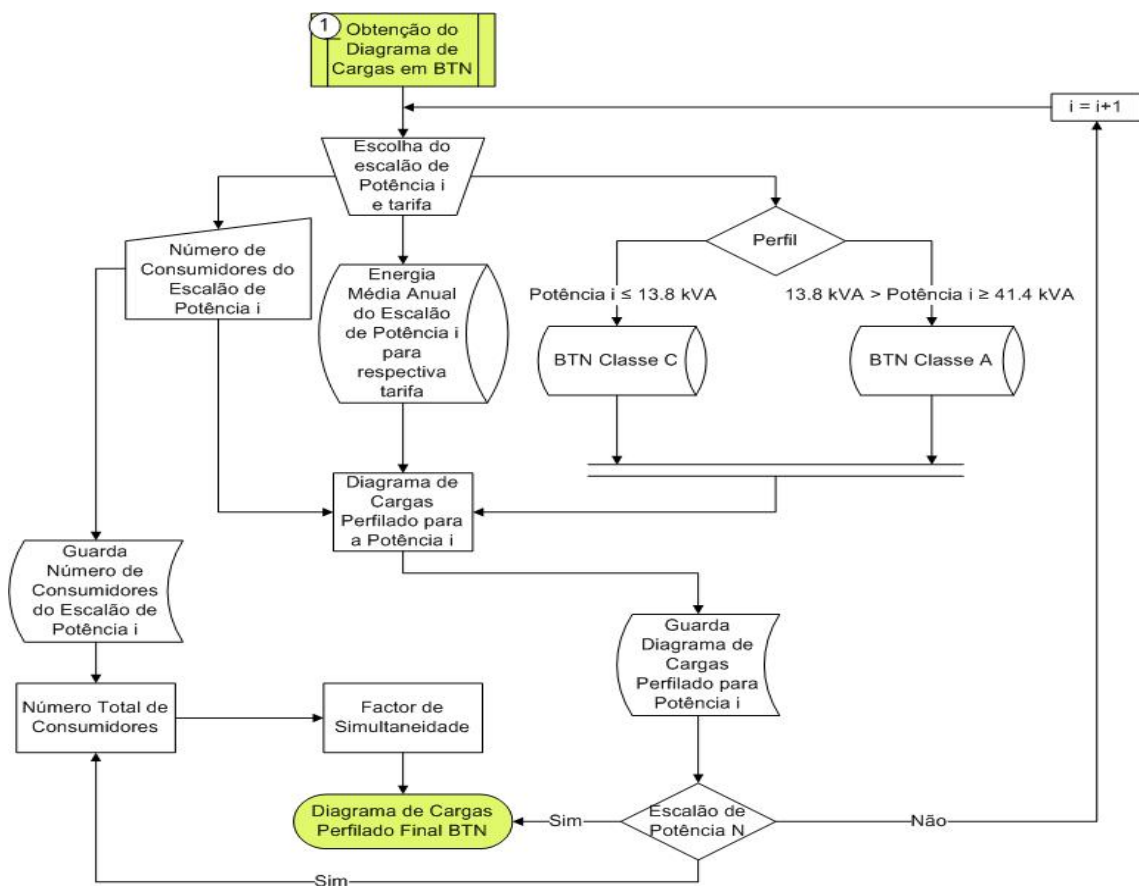 1
Obtenção do
Diagrama de
Cargas em BTN
i = i+1
Escolha do
escalão de
Potência i
e tarifa
Número de
Consumidores do
Escalão de
Potência i
Energia
Média Anual
do Escalão
de Potência i
para
respectiva
tarifa
Perfil
Potência i ≤ 13.8 kVA
13.8 kVA > Potência i ≥ 41.4 kVA
BTN Classe C
BTN Classe A
Diagrama de
Cargas
Perfilado para
a Potência i
Guarda
Número de
Consumidores
do Escalão de
Potência i
Guarda
Diagrama de
Cargas
Perfilado para
Potência i
Número Total de
Consumidores
Factor de
Simultaneidade
Diagrama de Cargas
Perfilado Final BTN
Sim
Escalão de
Potência N
Não
Sim